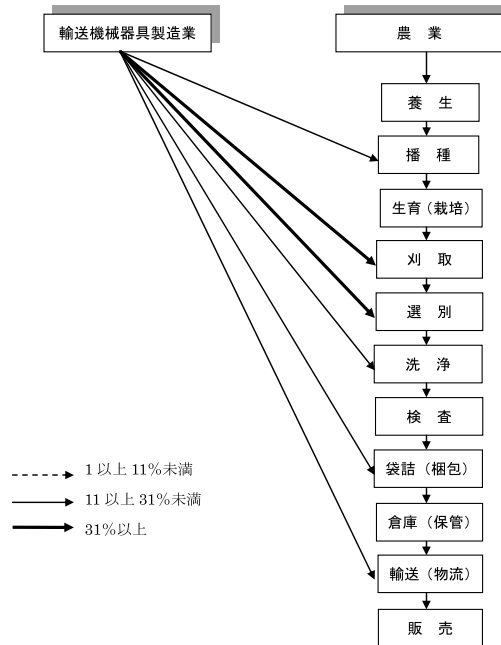 輸送機械器具製造業
農　業
養　生
播　種
生育（栽培）
刈　取
選　別
洗　浄
検　査
袋詰（梱包）
倉庫（保管）
輸送（物流）
販　売
1 以上 11％未満
11 以上 31％未満
31％以上